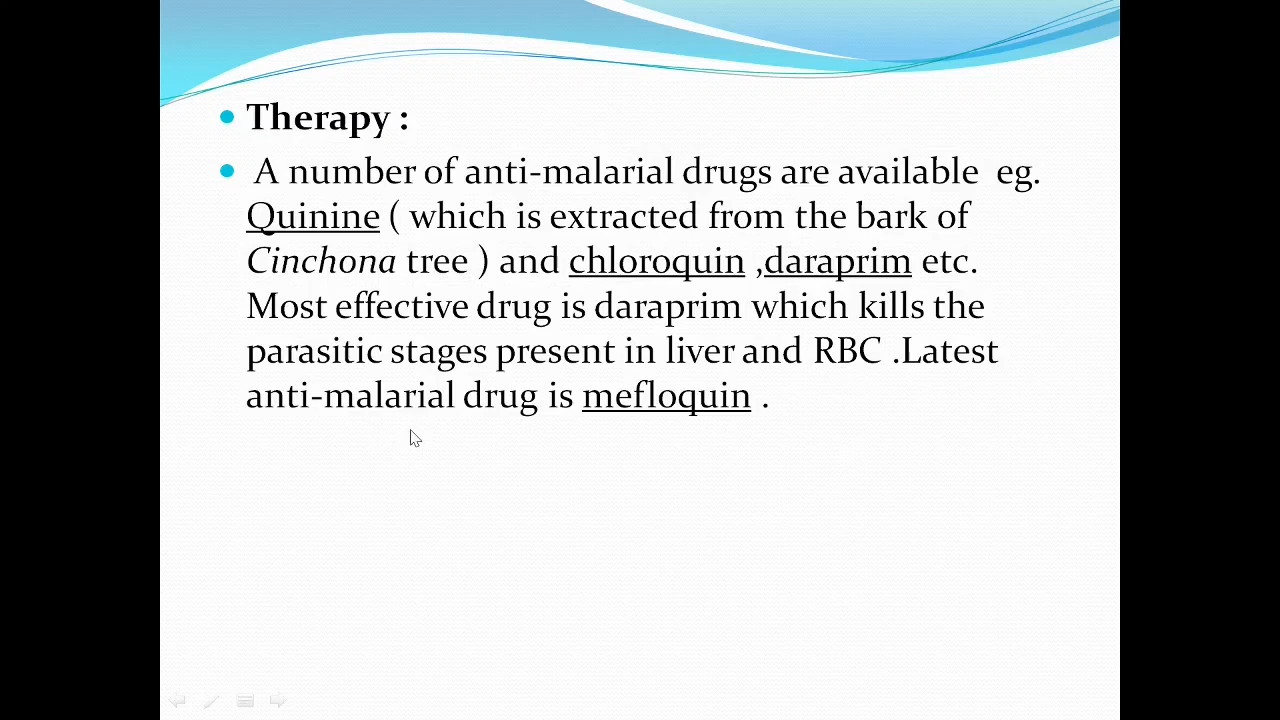 Therapy :
A number of anti-malarial drugs are available eg.
Quinine ( which is extracted from the bark of
Cinchona tree ) and chloroquin ,daraprim etc.
Most effective drug is daraprim which kills the
parasitic stages present in liver and RBC .Latest
anti-malarial drug is mefloquin .